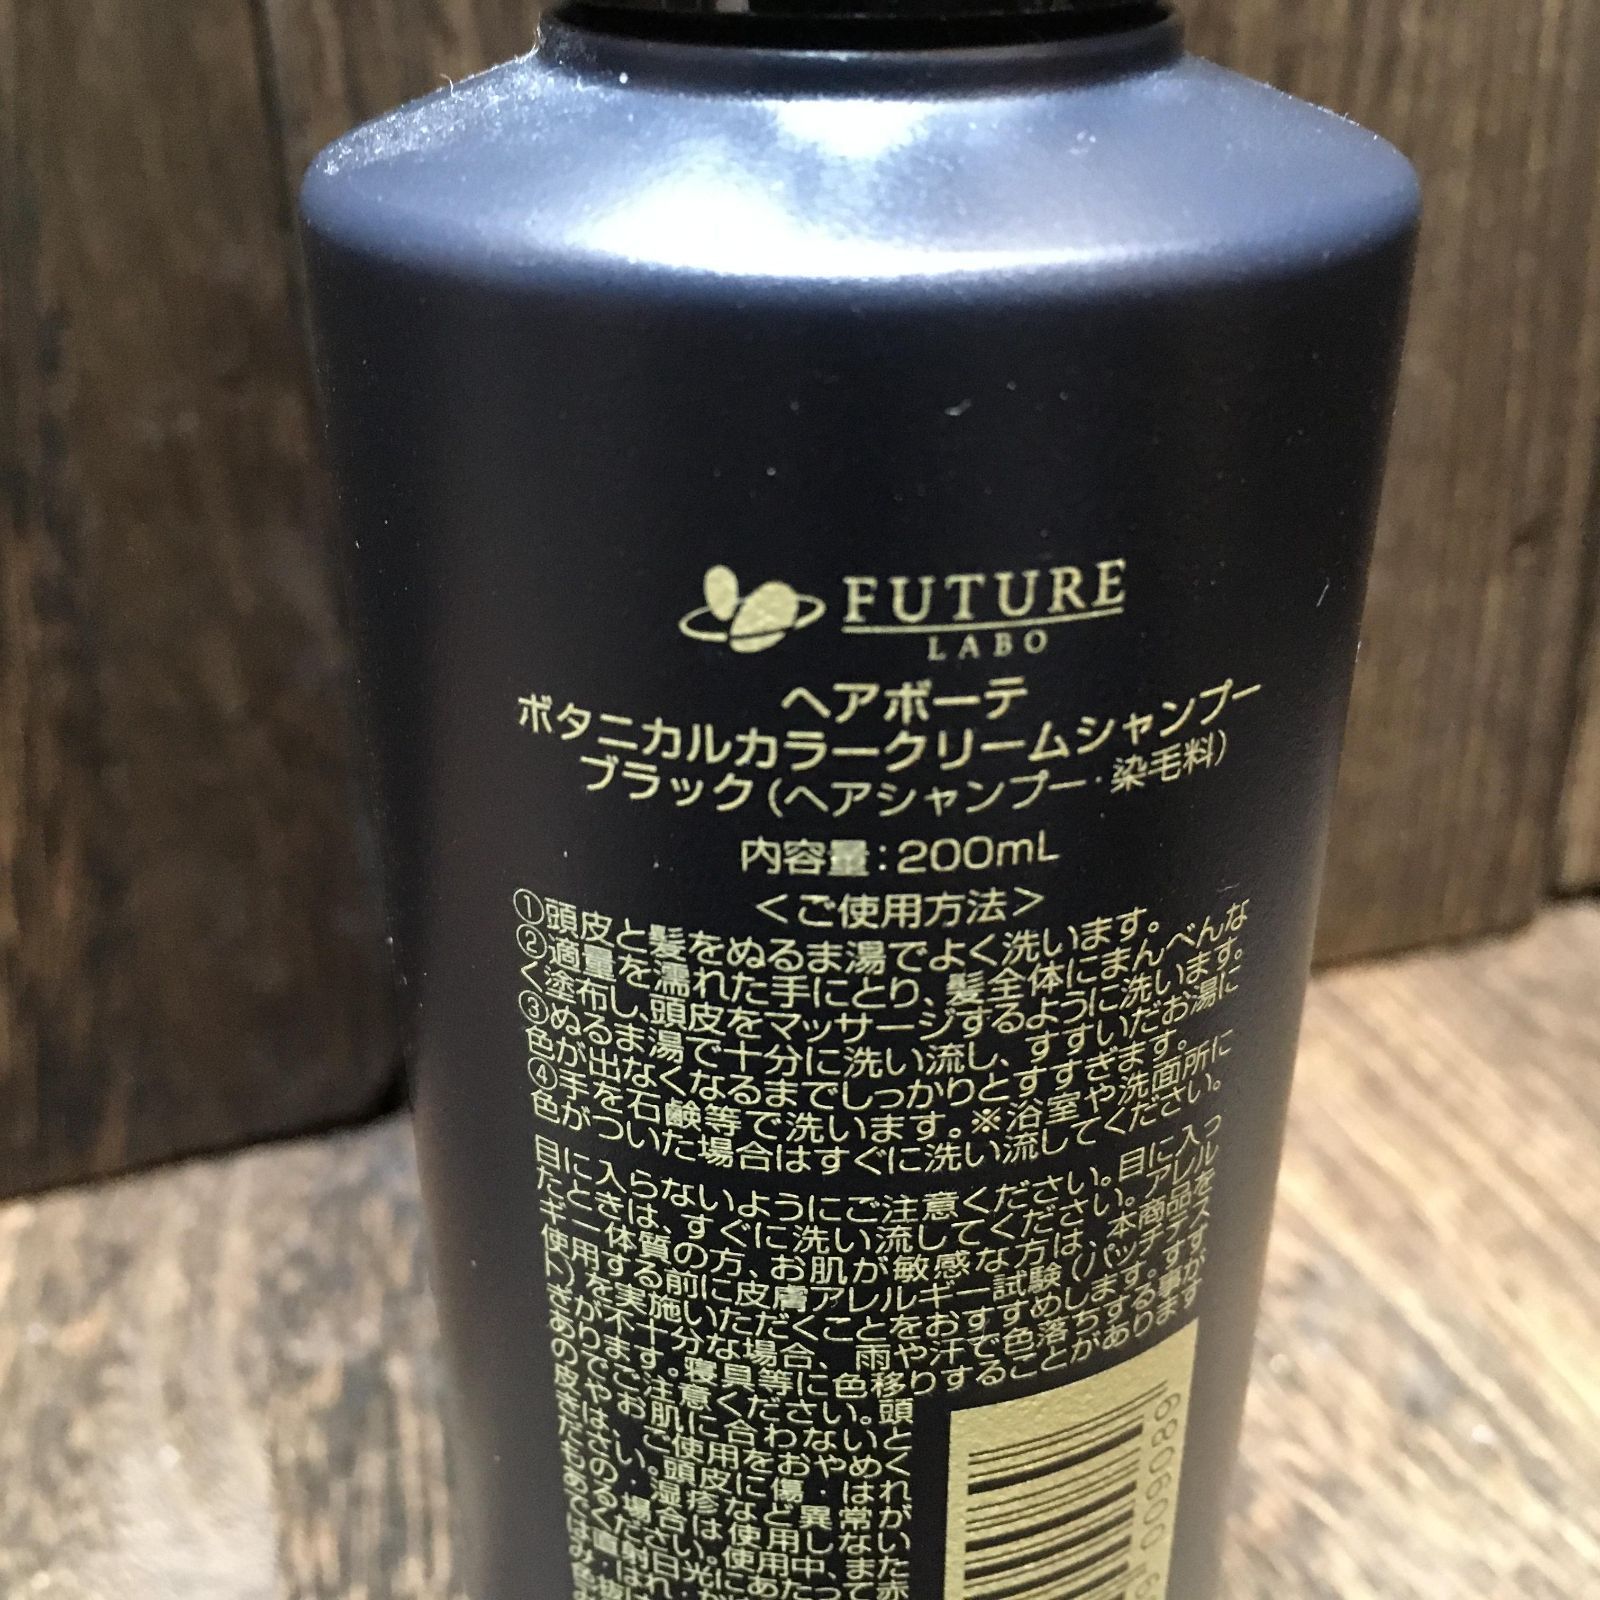 FUTURE
LABO
ヘアボーテ
ボタニカルカラークリームシャンプー
ブラック(ヘアシャンプー・染毛料)
内容量:200mL
<ご使用方法>
①頭皮と髪をぬるま湯でよく洗います。
②適量を濡れた手にとり、髪全体にまんべんな
く塗布し、頭皮をマッサージするように洗います。
③ぬるま湯で十分に洗い流し、すすいだお湯に
色が出なくなるまでしっかりとすすぎます。
④手を石鹸等で洗います。※浴室や洗面所に
色がついた場合はすぐに洗い流してください。
目に入らないようにご注意ください。目に入っ
たときは、すぐに洗い流してください。アレル
ギー体質の方、お肌が敏感な方は、本商品を
使用する前に皮膚アレルギー試験(パッチテス
ト)を実施いただくことをおすすめします。すす
ぎが不十分な場合、雨や汗で色落ちする事が
あります。寝具等に色移りすることがあります
のでご注意ください。頭
皮やお肌に合わないと
きは、ご使用をおやめく
ださい。頭皮に傷・はれ
もの・湿疹など異常が
ある場合は使用しない
でください。使用中、また
は直射日光にあたって赤
み・はれ・